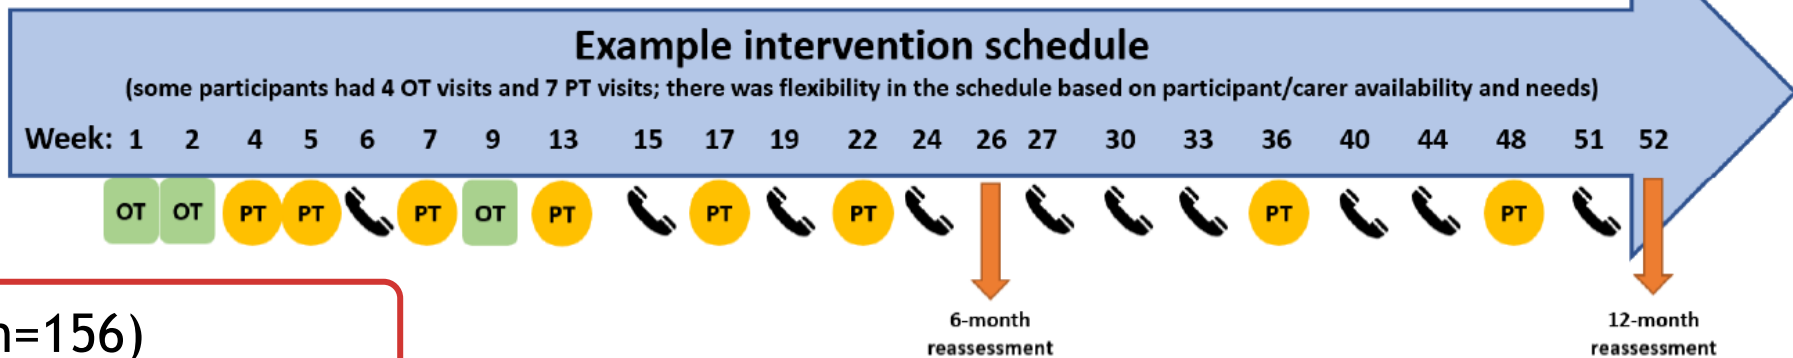 Example intervention schedule
(some participants had 4 OT visits and 7 PT visits; there was flexibility in the schedule based on participant/carer availability and needs)
Week: 1 2 4 5 6 7 9 13 15 17 19 22 24 26 27 30 33 36 40 44 48 51 52
OT OT PT PT PT OT PT PT PT PT PT
6-month
reassessment
12-month
reassessment
n=156)